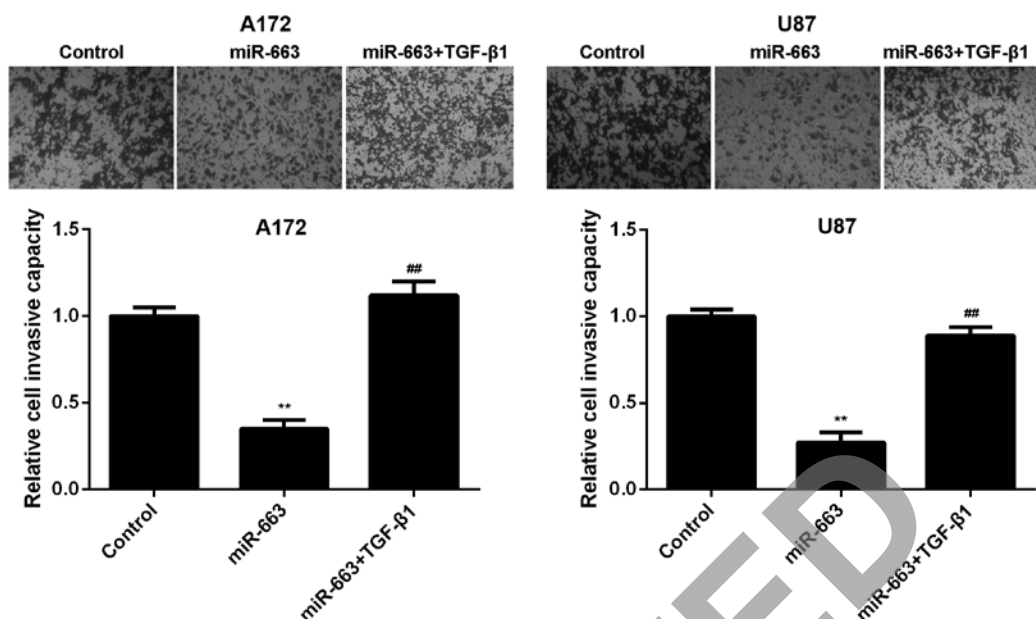 A172
Control miR-663 miR-663+TGF-β1
U87
Control miR-663 miR-663+TGF-β1
A172
Relative cell invasive capacity
1.5
1.0
0.5
0.0
**
##
Control
miR-663
miR-663+TGF-β1
U87
Relative cell invasive capacity
1.5
1.0
0.5
0.0
**
##
Control
miR-663
miR-663+TGF-β1